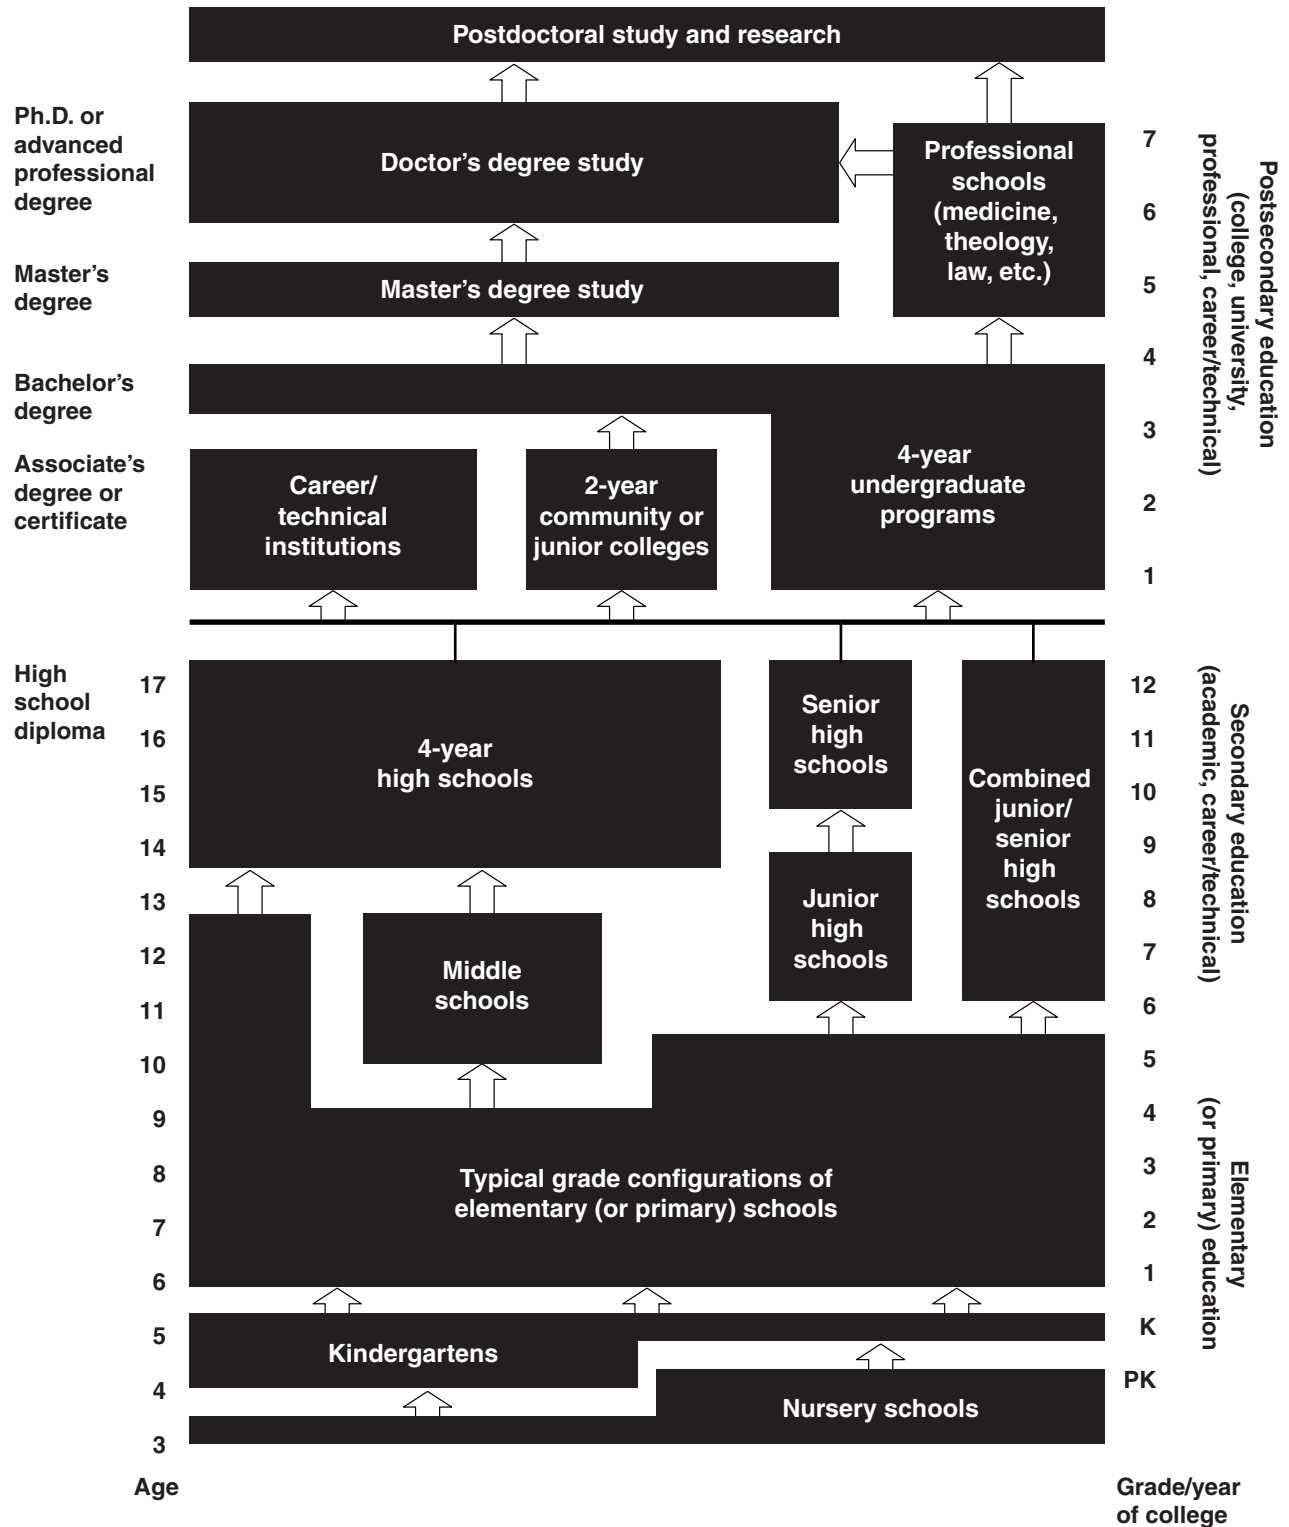 Postdoctoral study and research
Ph.D. or
advanced
professional
degree
Doctor’s degree study
Professional
schools
(medicine,
theology,
law, etc.)
7
6
5
Master’s
degree
Master’s degree study
4
Bachelor’s
degree
3
4-year
undergraduate
programs
Associate’s
degree or
certificate
Career/
technical
institutions
2-year
community or
junior colleges
2
1
Postsecondary education
(college, university,
professional, career/technical)
High
school
diploma
17
16
15
14
13
12
11
10
9
8
7
6
5
4
3
Age
4-year
high schools
Senior
high
schools
Combined
junior/
senior
high
schools
Junior
high
schools
Middle
schools
Typical grade configurations of
elementary (or primary) schools
Kindergartens
Nursery schools
12
11
10
9
8
7
6
5
4
3
2
1
K
PK
Grade/year
of college
Secondary education
(academic, career/technical)
Elementary
(or primary) education